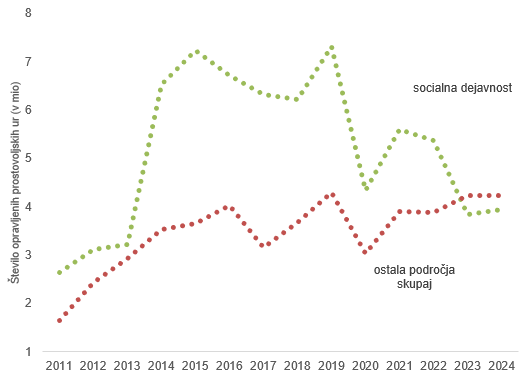 Število opravljenih prostovoljskih ur (v mio)
8
7
6
5
4
3
2
1
socialna dejavnost
ostala področja
skupaj
2011 2012 2013 2014 2015 2016 2017 2018 2019 2020 2021 2022 2023 2024